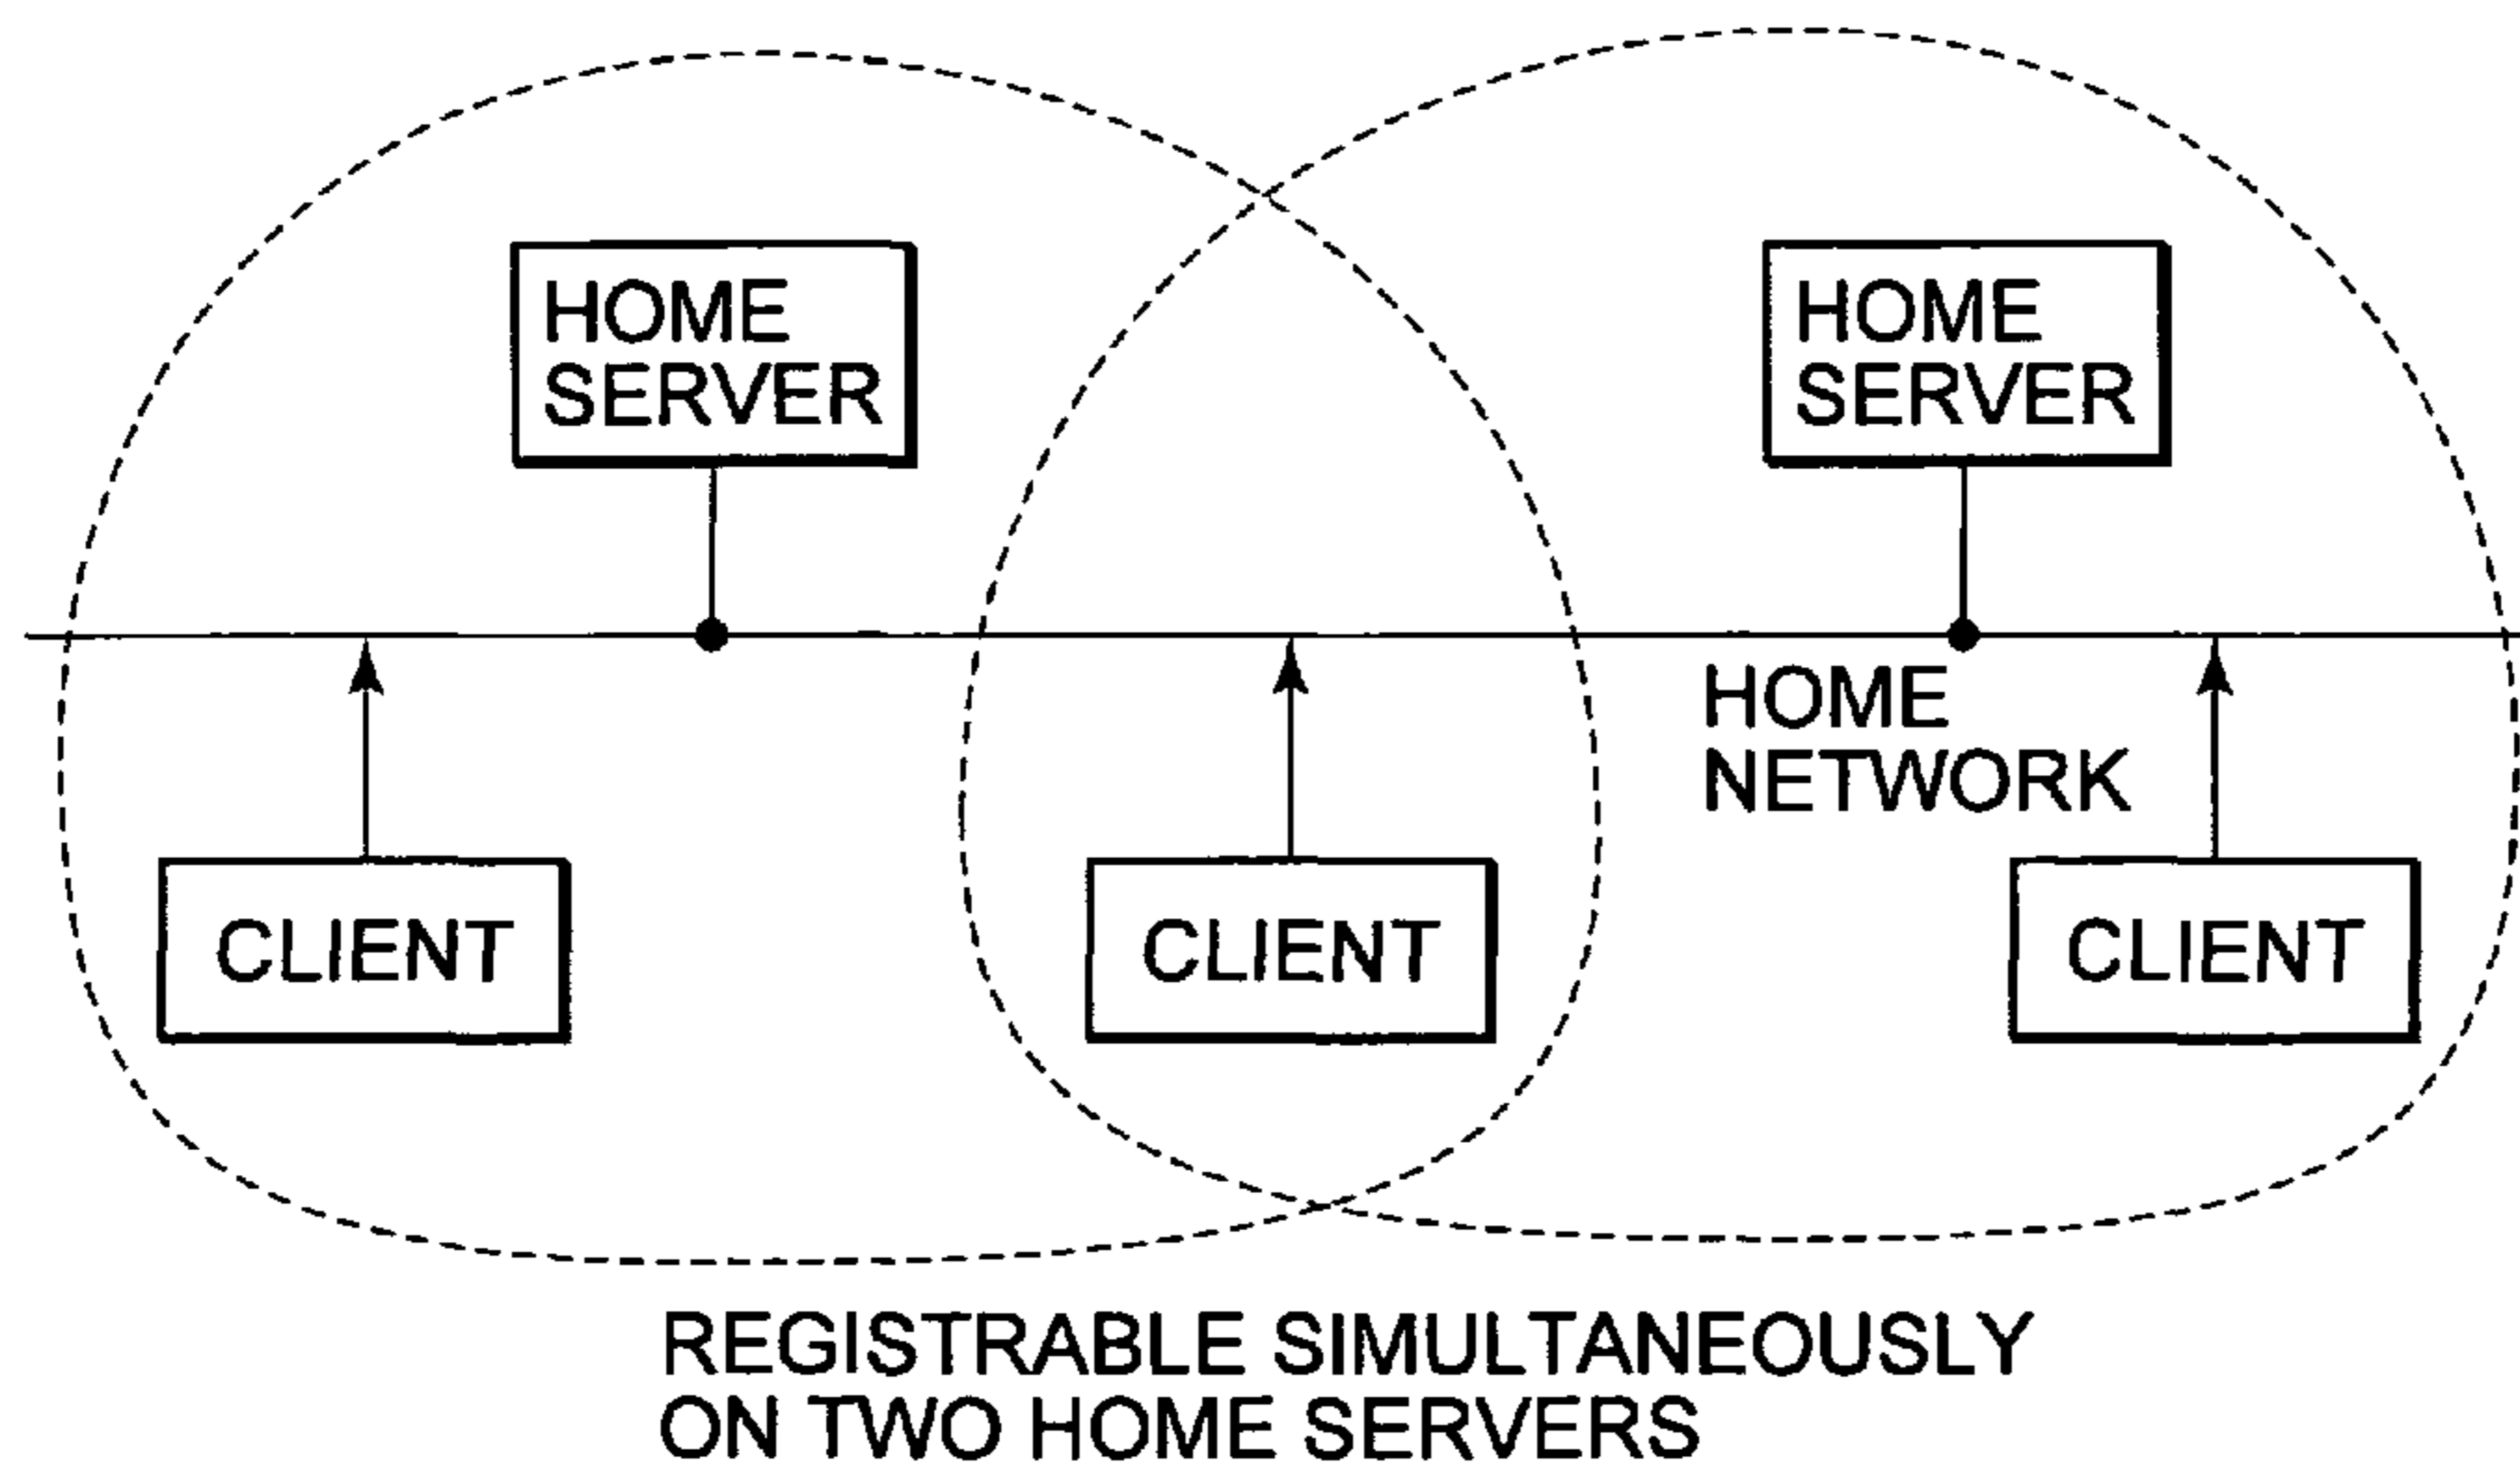 HOME
SERVER
HOME
SERVER
HOME
NETWORK
CLIENT
CLIENT
CLIENT
REGISTRABLE SIMULTANEOUSLY
ON TWO HOME SERVERS